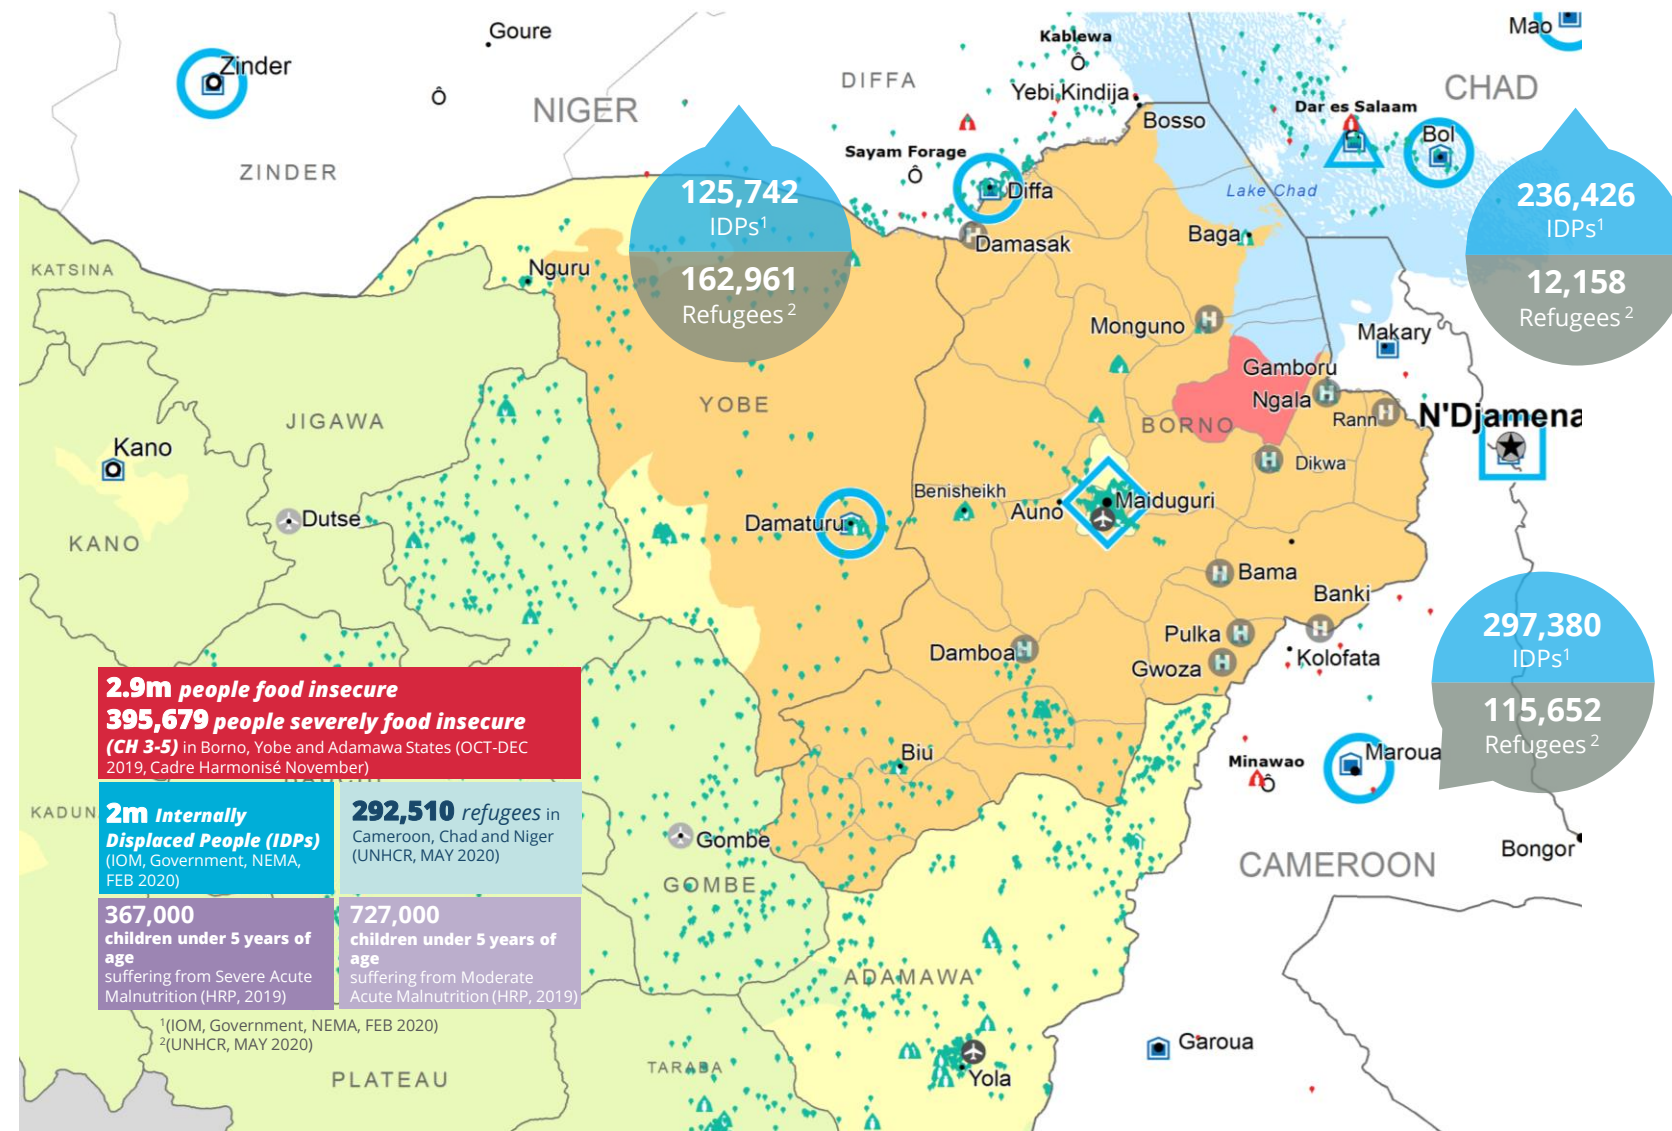 Goure
Mao
Kablewa
Zinder
DIFFA
CHAD
Yebi Kindija
NIGER
Dar es Salaam
Bosso
Bol
Sayam Forage
ZINDER
125,742
IDPs¹
Diffa
Lake Chad
236,426
IDPs¹
Damasak
Baga
KATSINA
Nguru
162,961
Refugees ²
12,158
Refugees ²
Monguno
Makary
Gamboru
Ngala
YOBE
JIGAWA
BORNO
Rann
N'Djamena
Kano
Dikwa
Benisheikh
Maiduguri
Auno
Dutse
Damaturu
KANO
Bama
Banki
297,380
IDPs¹
Pulka
Damboa
Kolofata
Gwoza
2.9m people food insecure
395,679 people severely food insecure
(CH 3-5) in Borno, Yobe and Adamawa States (OCT-DEC
2019, Cadre Harmonisé November)
115,652
Refugees ²
Biu
Maroua
Minawao
KADUN
2m Internally
Displaced People (IDPs)
(IOM, Government, NEMA,
FEB 2020)
292,510 refugees in
Cameroon, Chad and Niger
(UNHCR, MAY 2020)
Gombe
Bongor
CAMEROON
GOMBE
367,000
children under 5 years of
age
suffering from Severe Acute
Malnutrition (HRP, 2019)
727,000
children under 5 years of
age
suffering from Moderate
Acute Malnutrition (HRP, 2019)
ADAMAWA
¹(IOM, Government, NEMA, FEB 2020)
²(UNHCR, MAY 2020)
Garoua
TARABA
PLATEAU
Yola